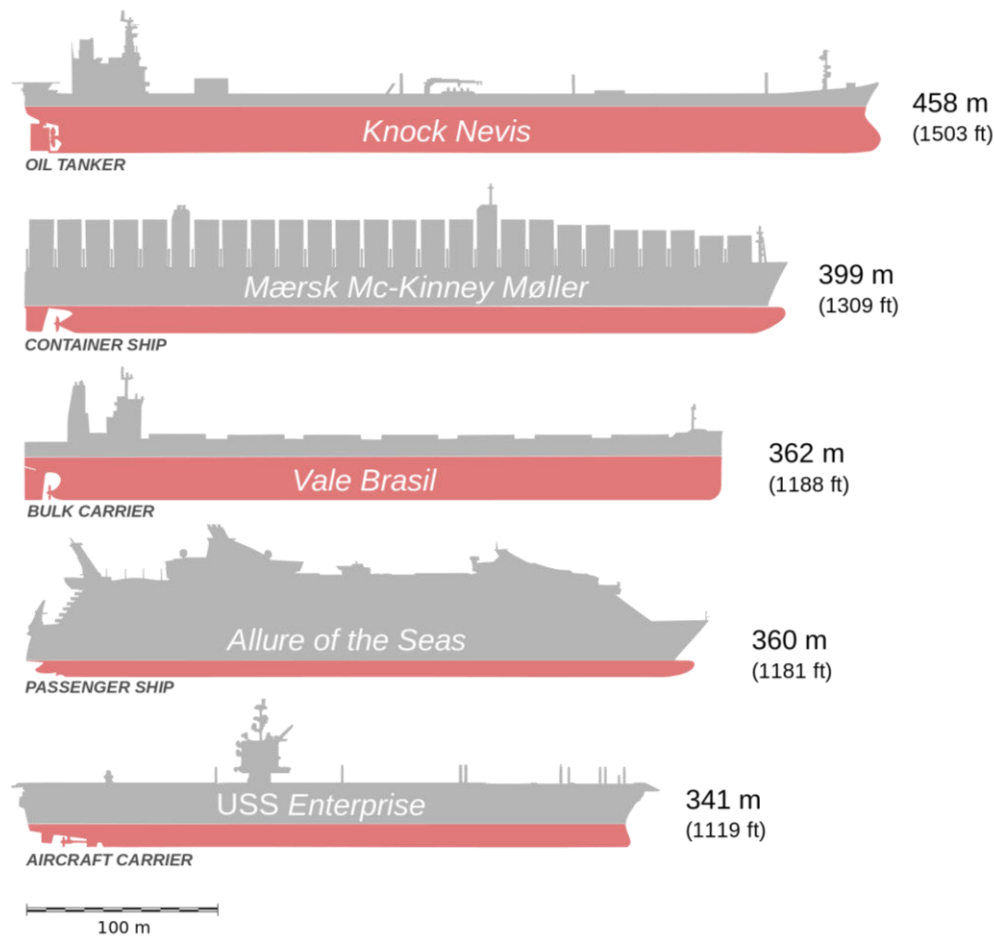 458 m
(1503 ft)
Knock Nevis
OIL TANKER
399 m
(1309 ft)
Mærsk Mc-Kinney Møller
CONTAINER SHIP
362 m
(1188 ft)
Vale Brasil
BULK CARRIER
360 m
(1181 ft)
Allure of the Seas
PASSENGER SHIP
341 m
(1119 ft)
USS Enterprise
AIRCRAFT CARRIER
100 m